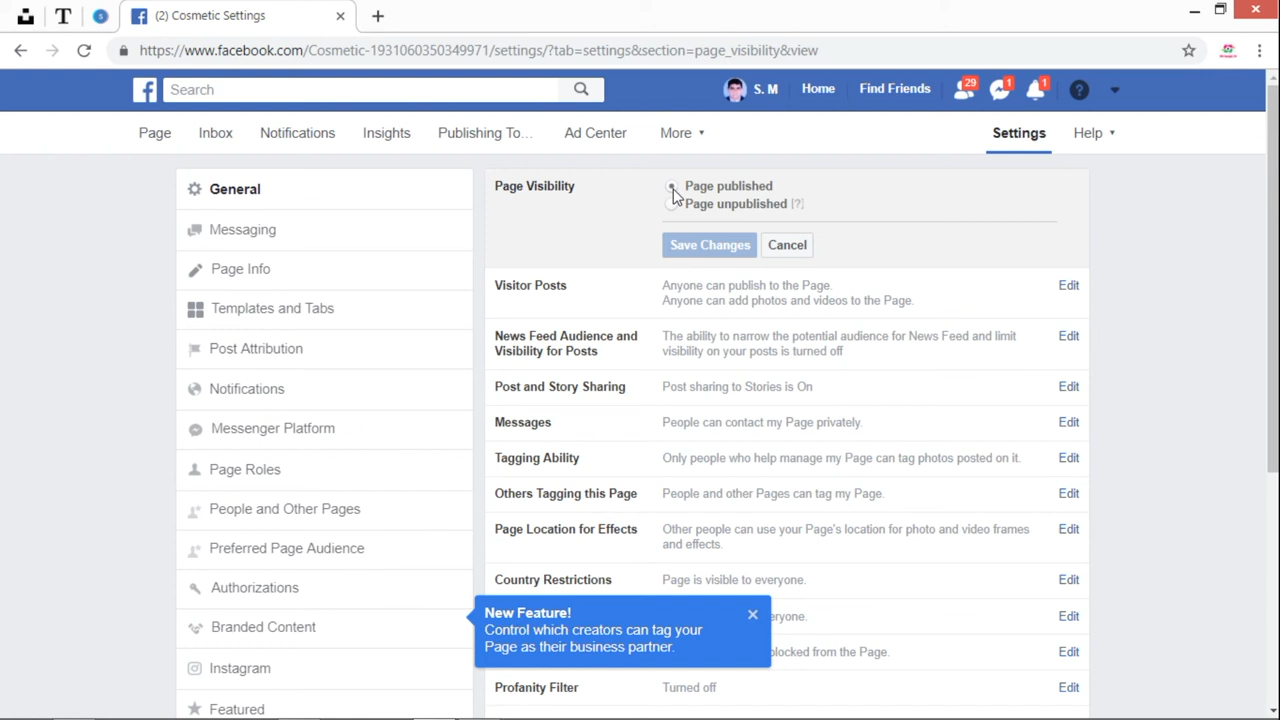 (2) Cosmetic Settings
https://www.facebook.com/Cosmetic-1931060350349971/settings/?tab=settings&section=page_visibility&view
Search
S. M
Home
Find Friends
29
1
1
Page
Inbox
Notifications
Insights
Publishing To...
Ad Center
More
Settings
Help
General
Messaging
Page Info
Templates and Tabs
Post Attribution
Notifications
Messenger Platform
Page Roles
People and Other Pages
Preferred Page Audience
Authorizations
Branded Content
Instagram
Featured
Page Visibility
Page published
Page unpublished [?]
Save Changes
Cancel
Visitor Posts
Anyone can publish to the Page.
Anyone can add photos and videos to the Page.
Edit
News Feed Audience and
Visibility for Posts
The ability to narrow the potential audience for News Feed and limit
visibility on your posts is turned off
Edit
Post and Story Sharing
Post sharing to Stories is On
Edit
Messages
People can contact my Page privately.
Edit
Tagging Ability
Only people who help manage my Page can tag photos posted on it.
Edit
Others Tagging this Page
People and other Pages can tag my Page.
Edit
Page Location for Effects
Other people can use your Page's location for photo and video frames
and effects.
Edit
Country Restrictions
Page is visible to everyone.
Edit
New Feature!
Control which creators can tag your
Page as their business partner.
Edit
from the Page.
Edit
Profanity Filter
Turned off
Edit